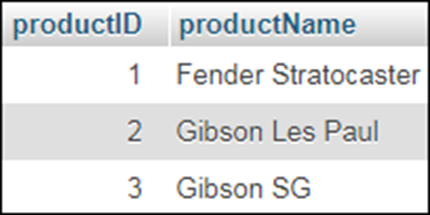 productID productName
1 Fender Stratocaster
2 Gibson Les Paul
3 Gibson SG